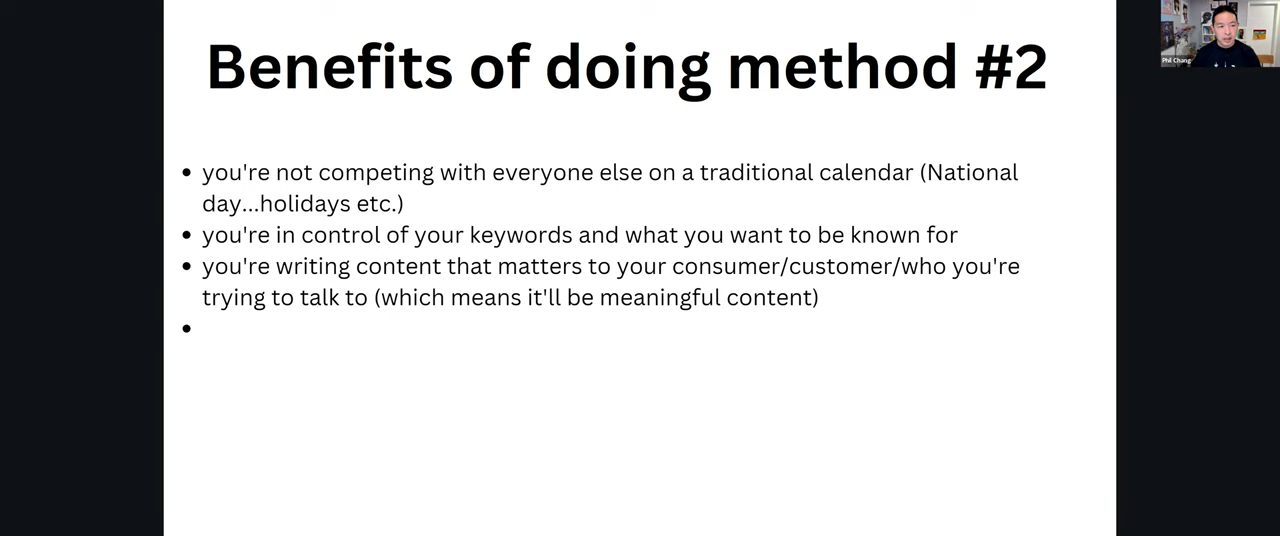 Benefits of doing method #2
Phil Chang
• you're not competing with everyone else on a traditional calendar (National
day...holidays etc.)
• you're in control of your keywords and what you want to be known for
• you're writing content that matters to your consumer/customer/who you're
trying to talk to (which means it'll be meaningful content)
•